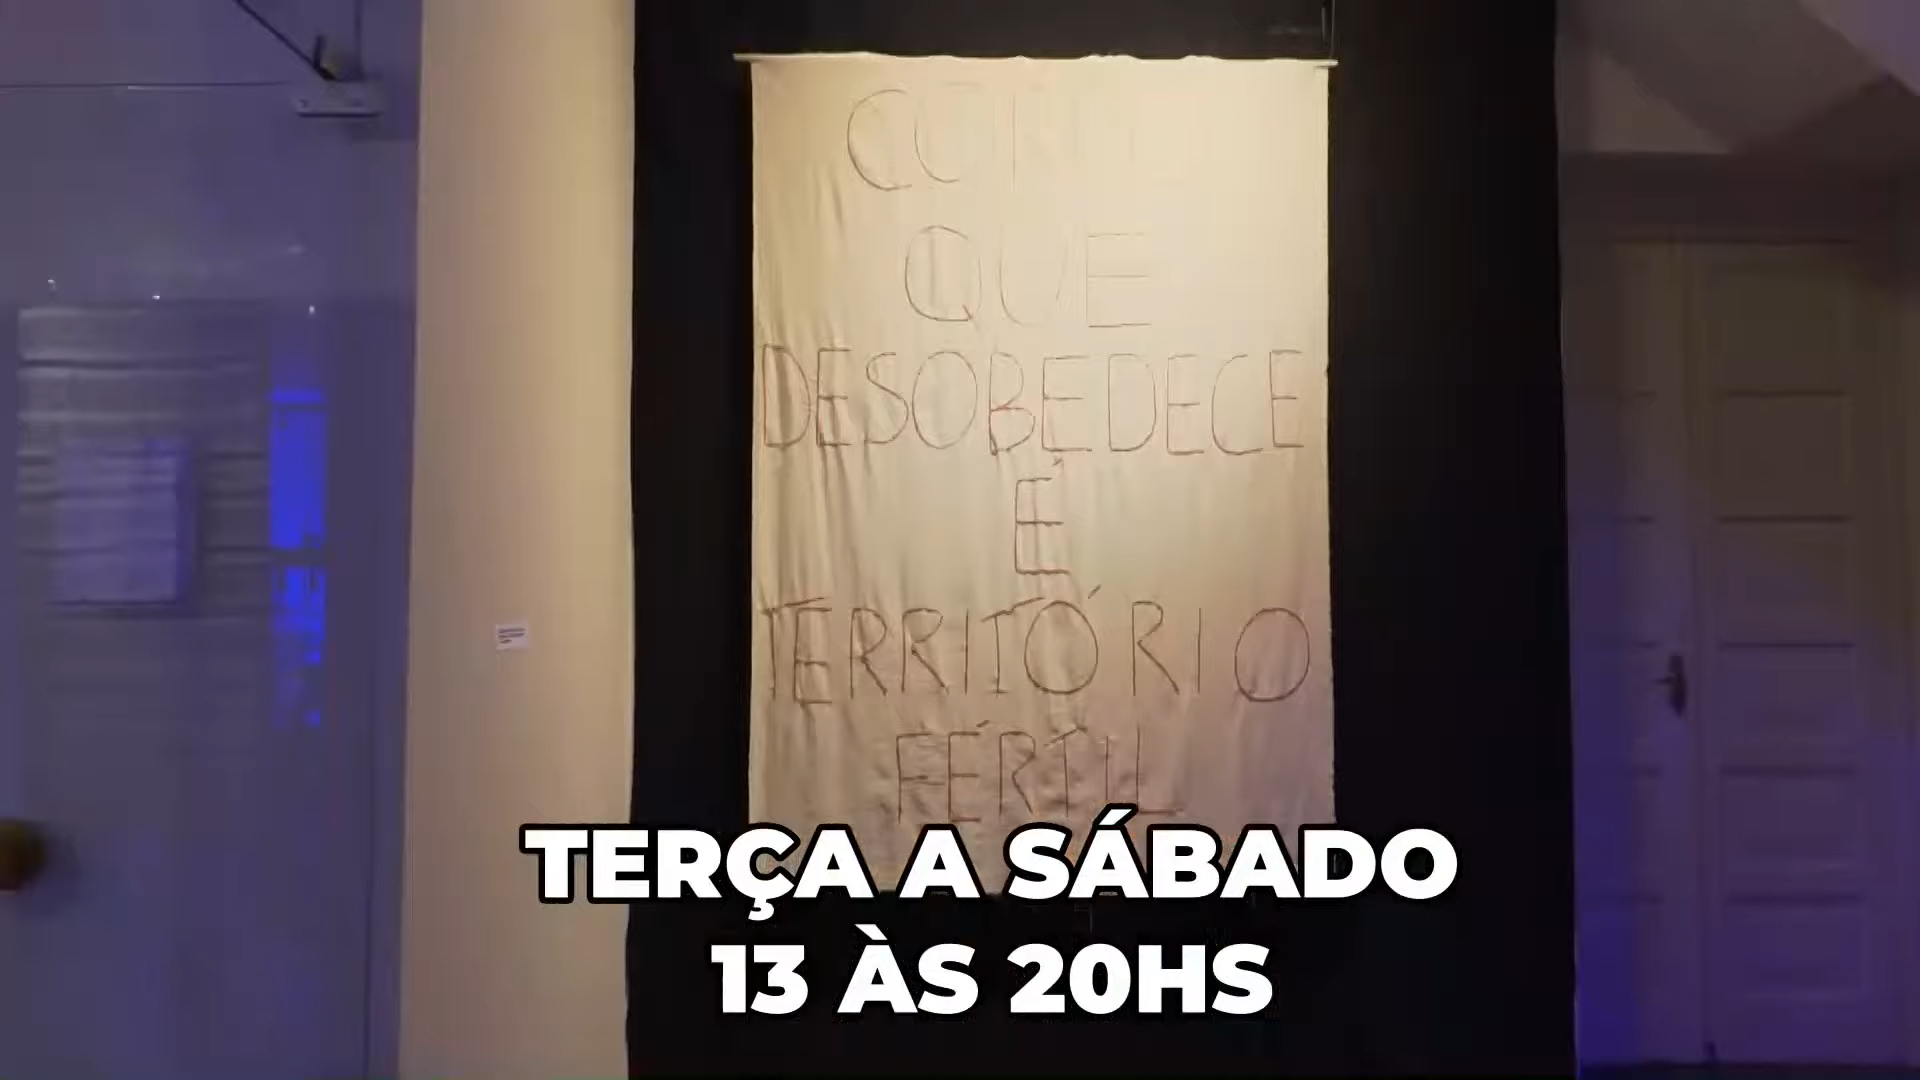 QUE
DESOBEDECE
É
TERRITÓRIO
FÉRTIL
TERÇA A SÁBADO
13 ÀS 20HS